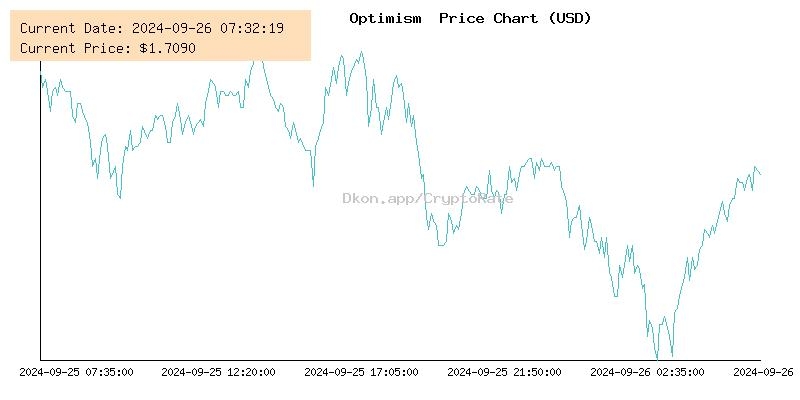 Optimism  Price Chart (USD)
Current Date: 2024-09-26 07:32:19
Current Price: $1.7090
Dkon.app/CryptoRate
2024-09-25 07:35:00 2024-09-25 12:20:00 2024-09-25 17:05:00 2024-09-25 21:50:00 2024-09-26 02:35:00 2024-09-26